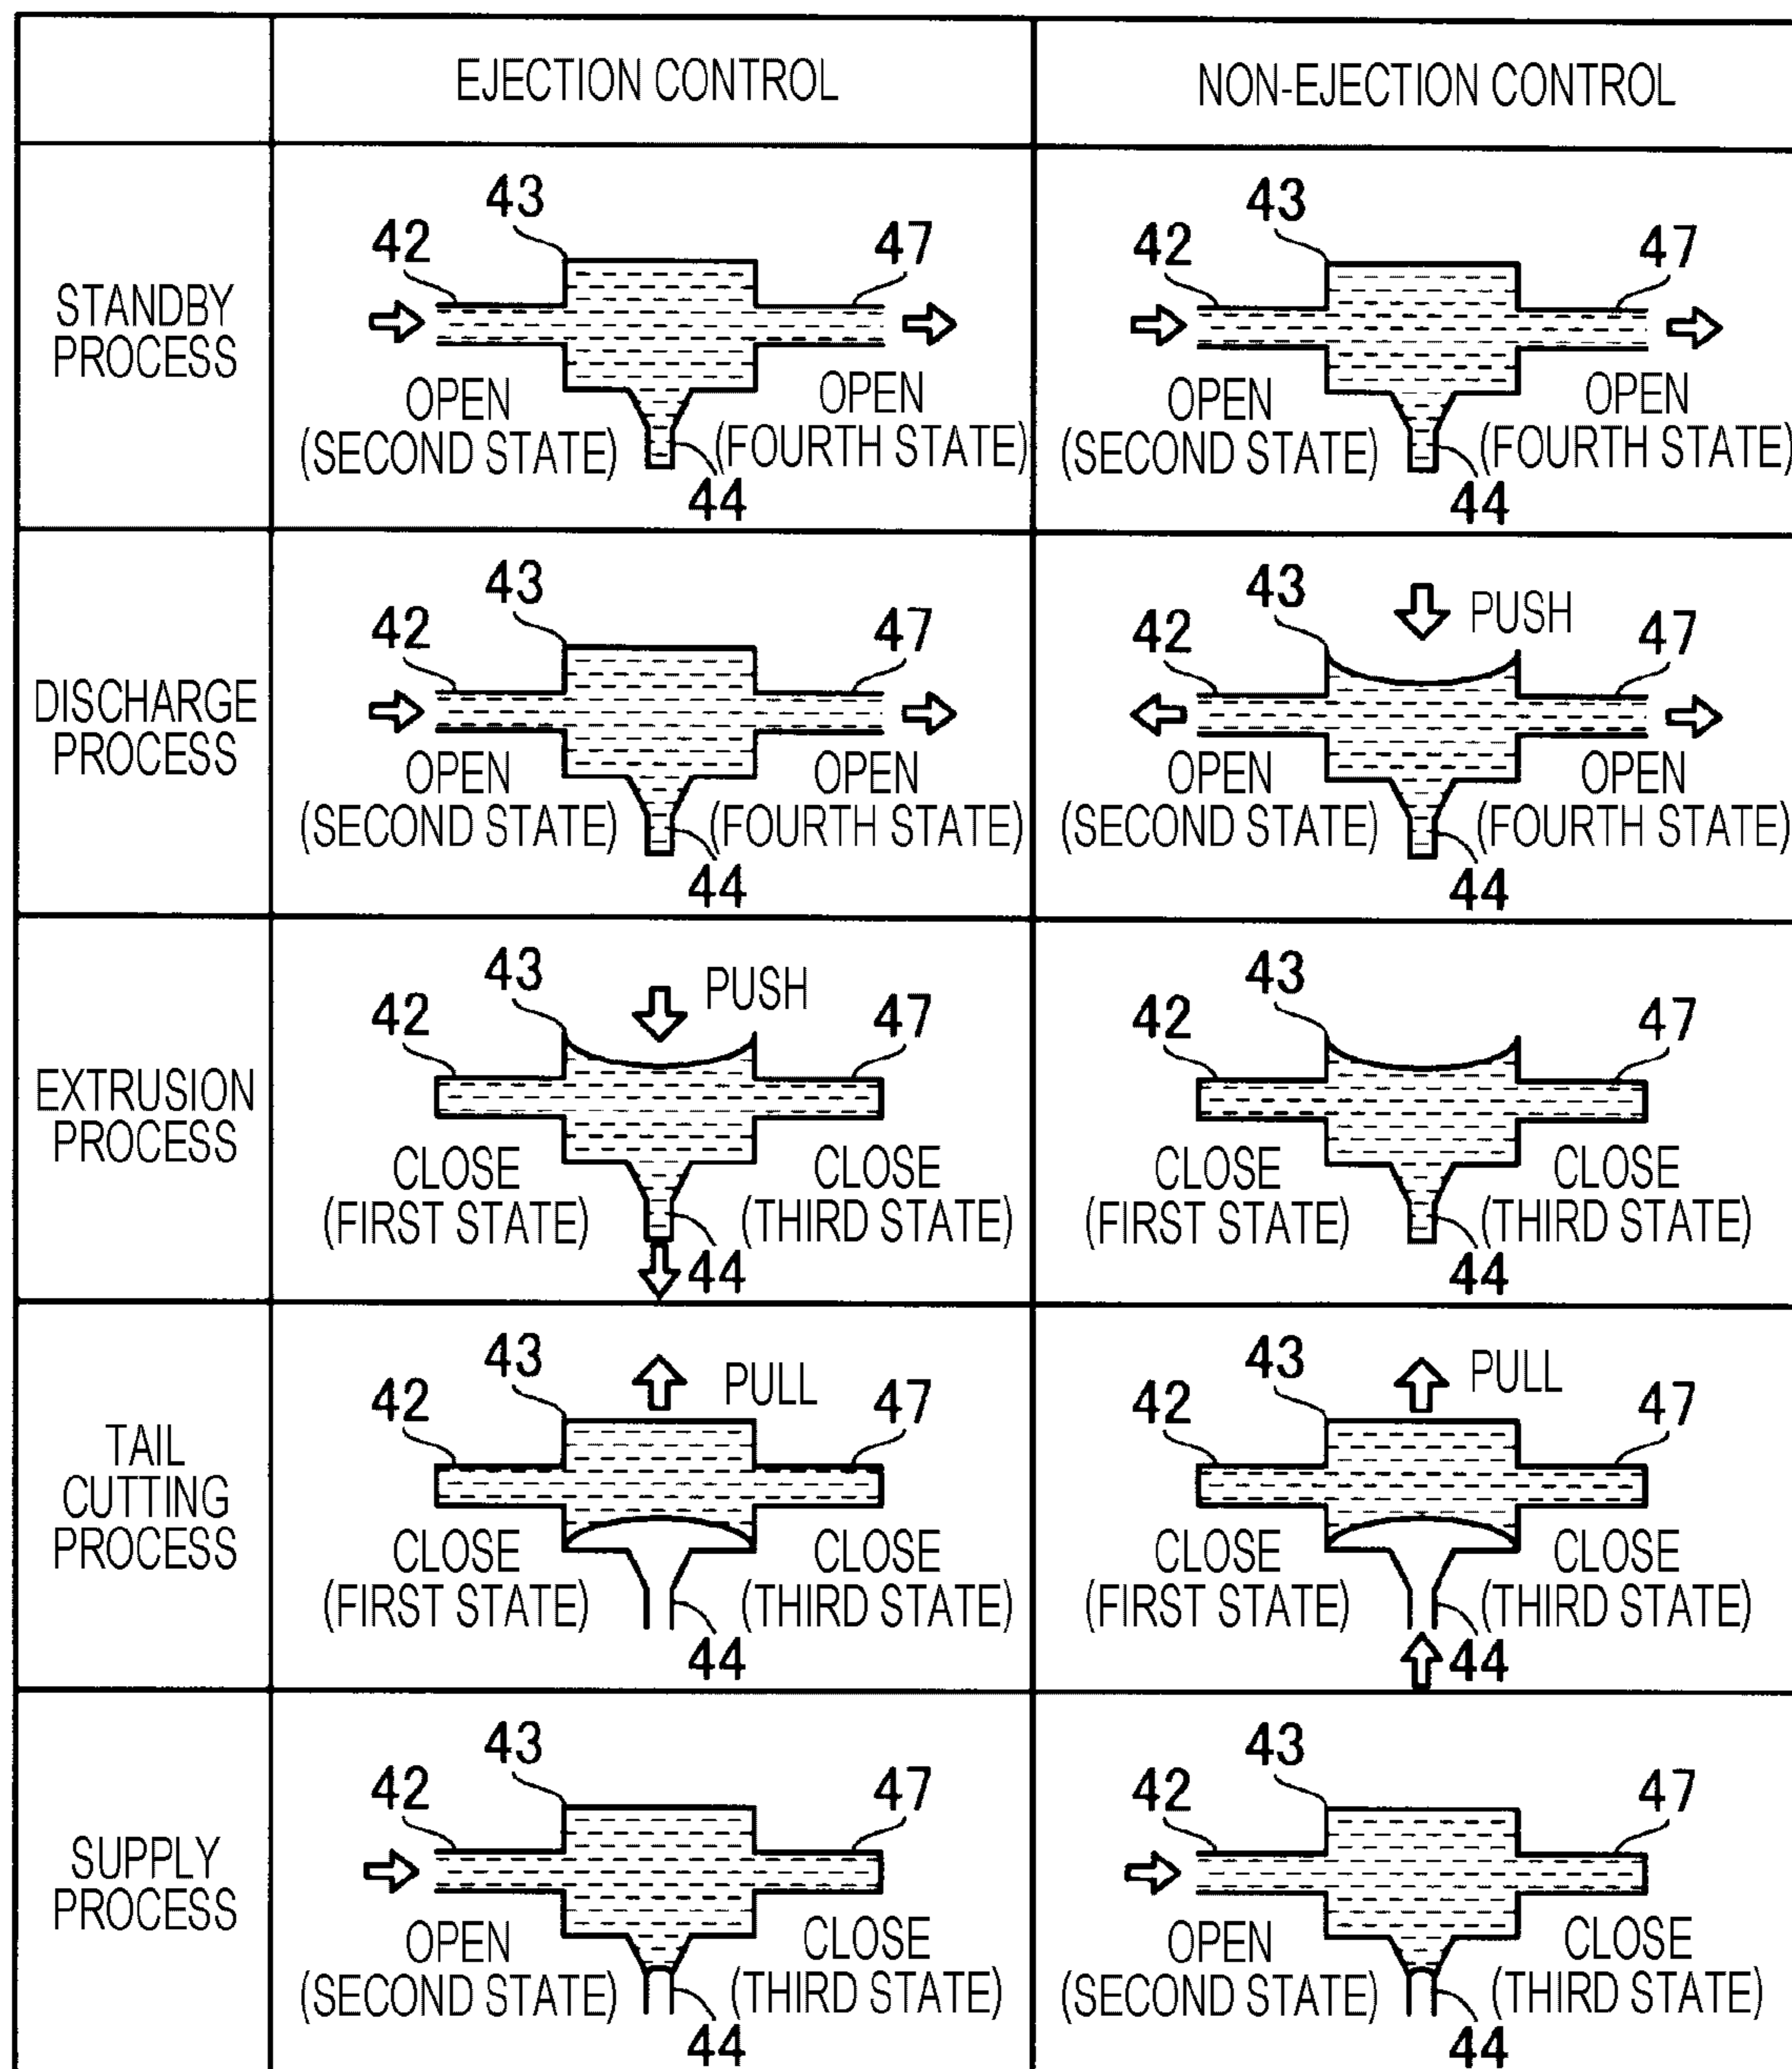 EJECTION CONTROL
NON-EJECTION CONTROL
STANDBY
PROCESS
43
42
47
OPEN
(SECOND STATE)
OPEN
(FOURTH STATE)
44
43
42
47
OPEN
(SECOND STATE)
OPEN
(FOURTH STATE)
44
DISCHARGE
PROCESS
43
42
47
OPEN
(SECOND STATE)
OPEN
(FOURTH STATE)
44
43
PUSH
42
47
OPEN
(SECOND STATE)
OPEN
(FOURTH STATE)
44
EXTRUSION
PROCESS
43
PUSH
42
47
CLOSE
(FIRST STATE)
CLOSE
(THIRD STATE)
44
43
42
47
CLOSE
(FIRST STATE)
CLOSE
(THIRD STATE)
44
TAIL
CUTTING
PROCESS
43
PULL
42
47
CLOSE
(FIRST STATE)
CLOSE
(THIRD STATE)
44
43
PULL
42
47
CLOSE
(FIRST STATE)
CLOSE
(THIRD STATE)
44
SUPPLY
PROCESS
43
42
47
OPEN
(SECOND STATE)
CLOSE
(THIRD STATE)
44
43
42
47
OPEN
(SECOND STATE)
CLOSE
(THIRD STATE)
44